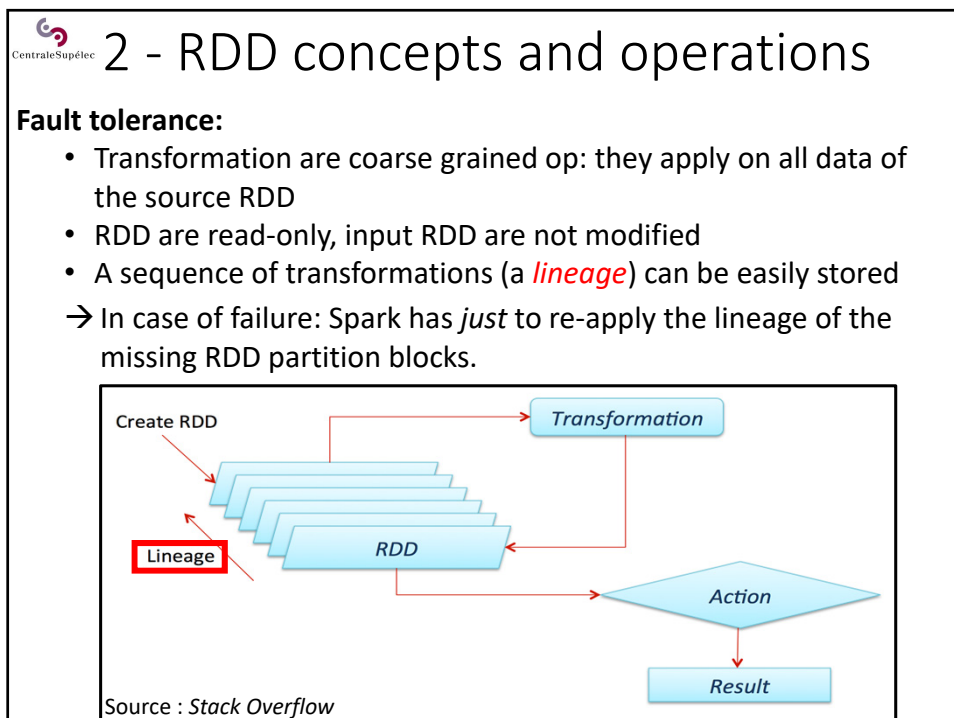 CentraleSupélec
2 - RDD concepts and operations
Fault tolerance:
• Transformation are coarse grained op: they apply on all data of
the source RDD
• RDD are read-only, input RDD are not modified
• A sequence of transformations (a lineage) can be easily stored
→ In case of failure: Spark has just to re-apply the lineage of the
missing RDD partition blocks.
Create RDD
Transformation
Lineage
RDD
Action
Result
Source : Stack Overflow